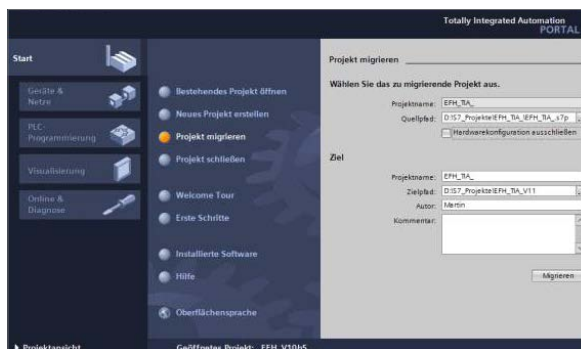 Totally Integrated Automation
PORTAL
Start
Geräte &
Netze
PLC-
Programmierung
Visualisierung
Online &
Diagnose
Bestehendes Projekt öffnen
Neues Projekt erstellen
Projekt migrieren
Projekt schließen
Welcome Tour
Erste Schritte
Installierte Software
Hilfe
Oberflächensprache
Projekt migrieren
Wählen Sie das zu migrierende Projekt aus.
Projektname: EFH_TIA_
Quellpfad: D:\S7_Projekte\EFH_TIA_\EFH_TIA_.s7p
Hardwarekonfiguration ausschließen
Ziel
Projektname: EFH_TIA_
Zielpfad: D:\S7_Projekte\EFH_TIA_V11
Autor: Martin
Kommentar:
Migrieren
Projektansicht
Geöffnetes Projekt: EFH_V10h5